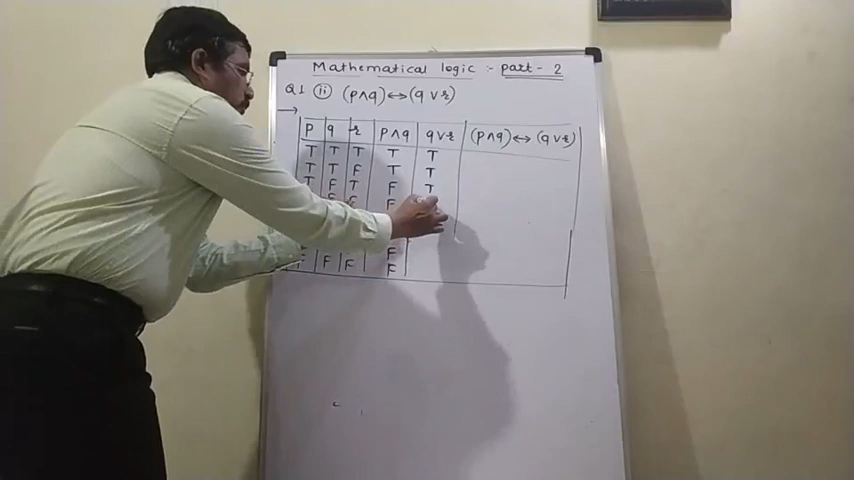 Mathematical logic :- part - 2
Q1 ii (p∧q)↔(q∨r)
→
p q r p∧q q∨r (p∧q)↔(q∨r)
T T T T T
T T F T T
T F T F T
F
F
F F F F